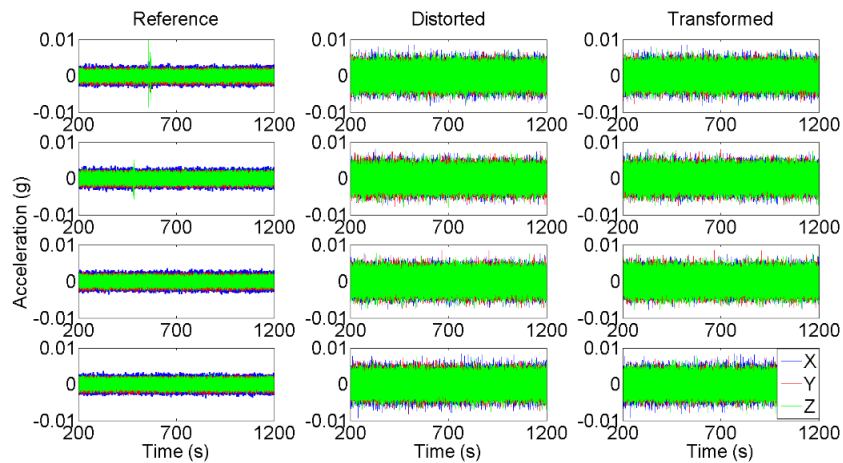 Reference Distorted Transformed
0.01 0.01 0.01
0 0 0
-0.01 -0.01 -0.01
200 700 1200 200 700 1200 200 700 1200
0.01 0.01 0.01
0 0 0
-0.01 -0.01 -0.01
200 700 1200 200 700 1200 200 700 1200
Acceleration (g)
0.01 0.01 0.01
0 0 0
-0.01 -0.01 -0.01
200 700 1200 200 700 1200 200 700 1200
0.01 0.01 0.01
X
0 0 0
Y
Z
-0.01 -0.01 -0.01
200 700 1200 200 700 1200 200 700 1200
Time (s) Time (s) Time (s)